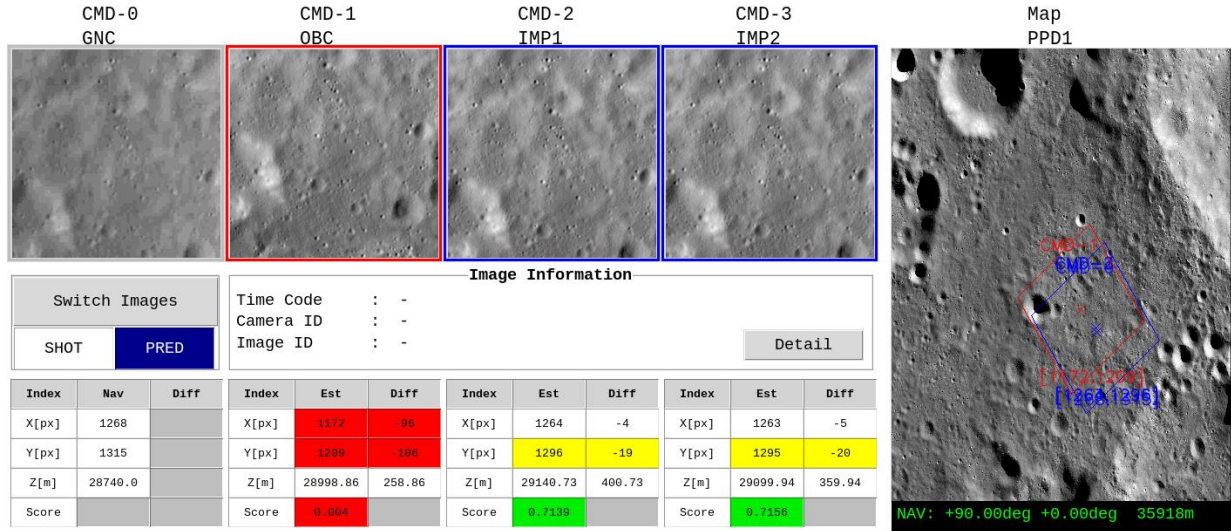 CMD-0
GNC
CMD-1
OBC
CMD-2
IMP1
CMD-3
IMP2
Map
PPD1
Switch Images
SHOT PRED
Image Information
Time Code : -
Camera ID : -
Image ID : -
Detail
Index Nav Diff
X[px] 1268
Y[px] 1315
Z[m] 28740.0
Score
Index Est Diff
X[px] 1172 -96
Y[px] 1209 -106
Z[m] 28998.86 258.86
Score 0.004
Index Est Diff
X[px] 1264 -4
Y[px] 1296 -19
Z[m] 29140.73 400.73
Score 0.7139
Index Est Diff
X[px] 1263 -5
Y[px] 1295 -20
Z[m] 29099.94 359.94
Score 0.7156
CMD-1
[1172,1209]
NAV: +90.00deg +0.00deg 35918m